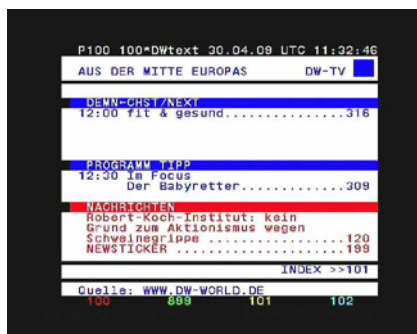 P100 100*DWtext 30.04.09 UTC 11:32:46
AUS DER MITTE EUROPAS DW-TV
DEMN←CHST/NEXT
12:00 fit & gesund..............316
PROGRAMM TIPP
12:30 Im Focus
Der Babyretter.............309
NACHRICHTEN
Robert-Koch-Institut: kein
Grund zum Aktionismus wegen
Schweinegrippe .................120
NEWSTICKER .....................199
INDEX >>101
Quelle: WWW.DW-WORLD.DE
100 899 101 102